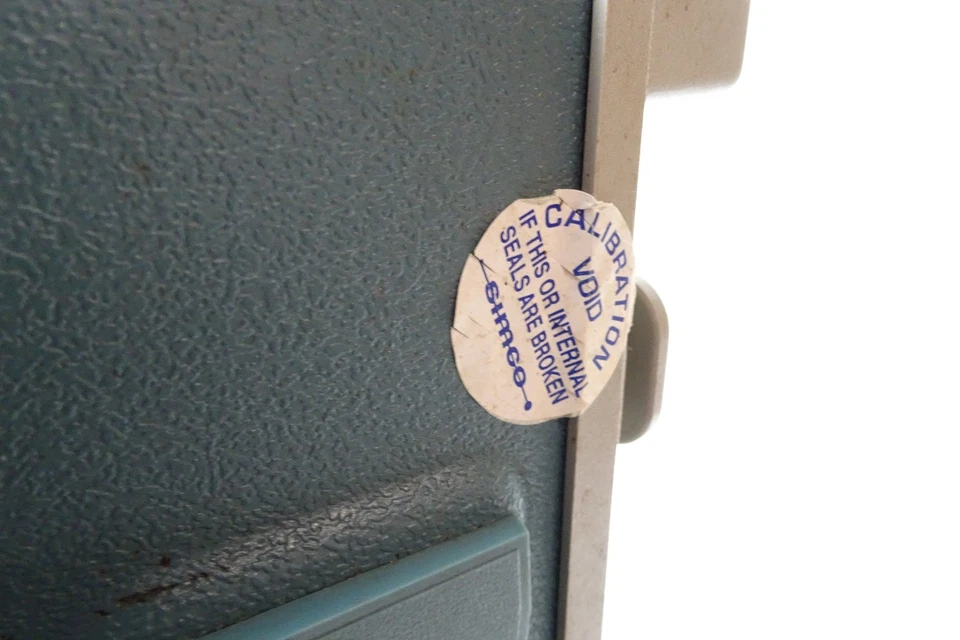 CALIBRATION
VOID
IF THIS OR INTERNAL
SEALS ARE BROKEN
SIMCO